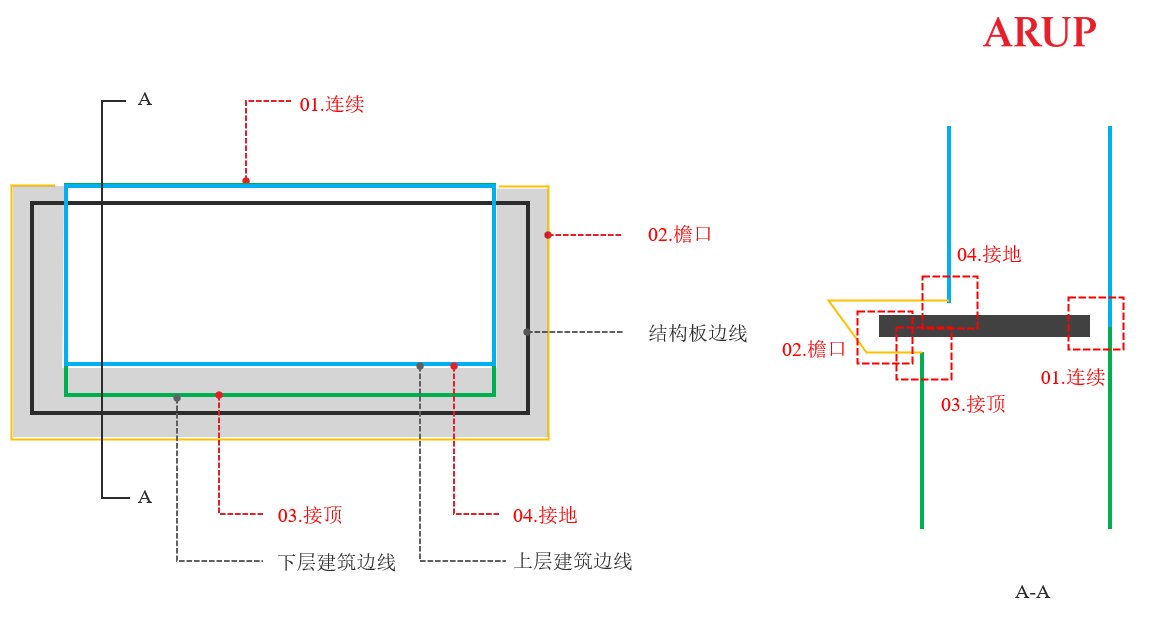 ARUP
A
01.连续
02.檐口
04.接地
结构板边线
02.檐口
01.连续
03.接顶
A
03.接顶
04.接地
下层建筑边线
上层建筑边线
A-A